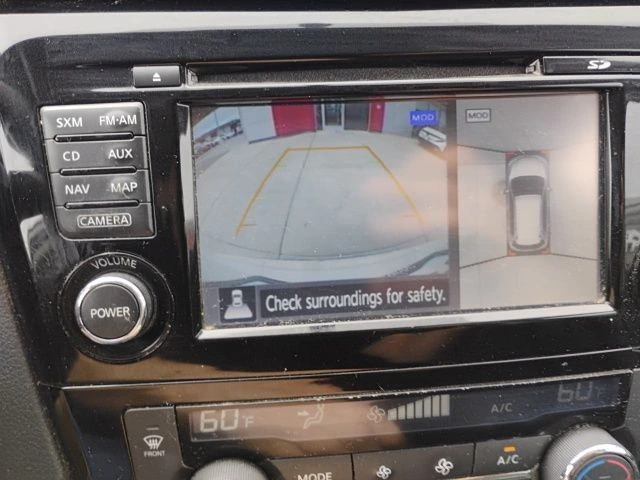 SD
SXM FM·AM
CD AUX
NAV MAP
CAMERA
VOLUME
POWER
MOD
MOD
Check surroundings for safety.
60°F
A/C
60°F
FRONT
MODE
A/C